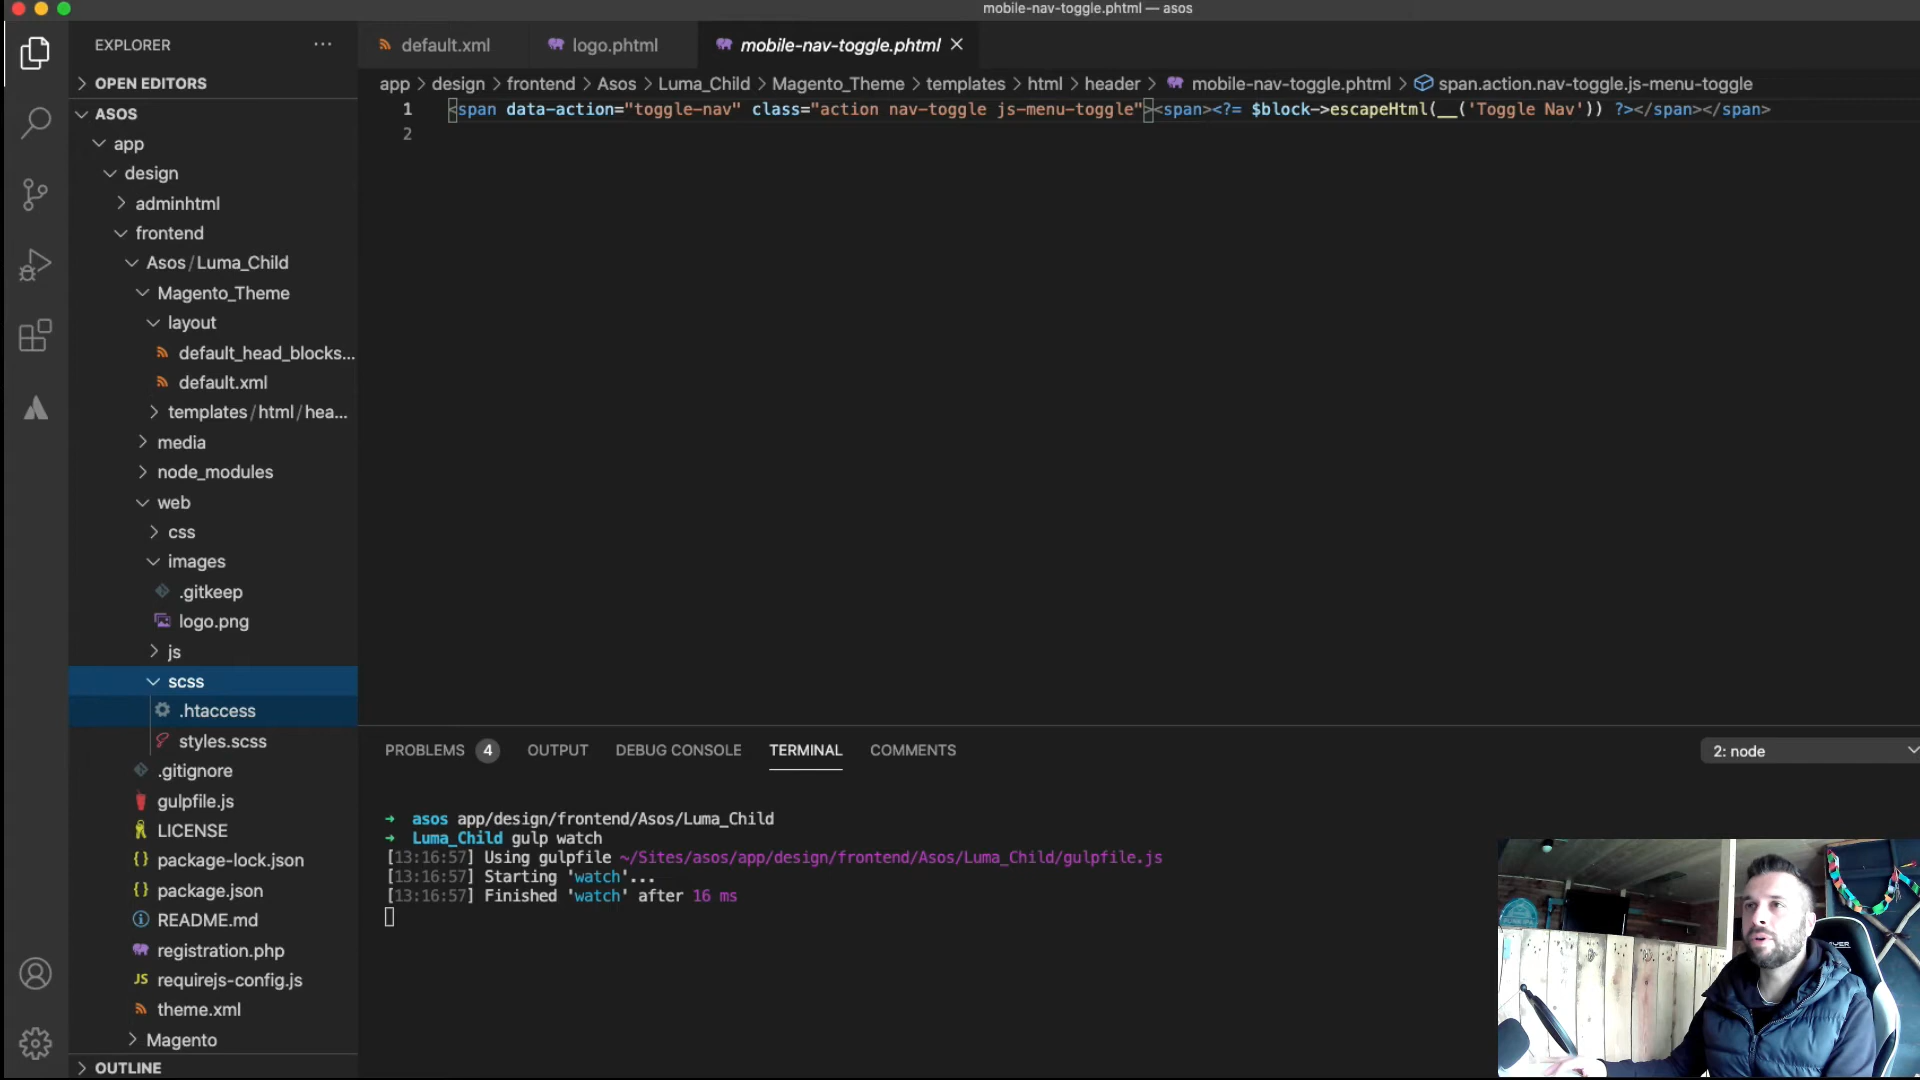 mobile-nav-toggle.phtml — asos
EXPLORER
default.xml
logo.phtml
mobile-nav-toggle.phtml
OPEN EDITORS
app > design > frontend > Asos > Luma_Child > Magento_Theme > templates > html > header > mobile-nav-toggle.phtml > span.action.nav-toggle.js-menu-toggle
1 <span data-action="toggle-nav" class="action nav-toggle js-menu-toggle"><span><?= $block->escapeHtml(__('Toggle Nav')) ?></span></span>
2
ASOS
app
design
adminhtml
frontend
Asos/Luma_Child
Magento_Theme
layout
default_head_blocks...
default.xml
templates/html/hea...
media
node_modules
web
css
images
.gitkeep
logo.png
js
scss
.htaccess
styles.scss
.gitignore
gulpfile.js
LICENSE
package-lock.json
package.json
README.md
registration.php
requirejs-config.js
theme.xml
Magento
OUTLINE
PROBLEMS 4 OUTPUT DEBUG CONSOLE TERMINAL COMMENTS 2: node
→ asos app/design/frontend/Asos/Luma_Child
→ Luma_Child gulp watch
[13:16:57] Using gulpfile ~/Sites/asos/app/design/frontend/Asos/Luma_Child/gulpfile.js
[13:16:57] Starting 'watch'...
[13:16:57] Finished 'watch' after 16 ms